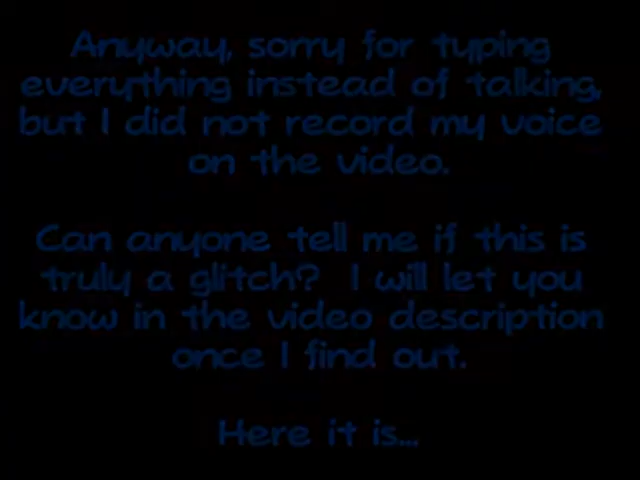 Anyway, sorry for typing
everything instead of talking,
but I did not record my voice
on the video.
Can anyone tell me if this is
truly a glitch?  I will let you
know in the video description
once I find out.
Here it is...